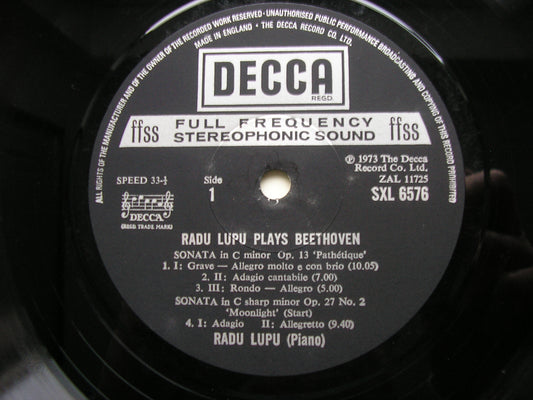 ALL RIGHTS OF THE MANUFACTURER AND OF THE OWNER OF THE RECORDED WORK RESERVED · UNAUTHORISED PUBLIC PERFORMANCE BROADCASTING AND COPYING OF THIS RECORD PROHIBITED
MADE IN ENGLAND · THE DECCA RECORD CO. LTD.
DECCA
REGD.
ffss FULL FREQUENCY STEREOPHONIC SOUND ffss
℗ 1973 The Decca
Record Co. Ltd.
SPEED 33⅓
Side
ZAL 11725
1
SXL 6576
DECCA
(REGD. TRADE MARK)
RADU LUPU PLAYS BEETHOVEN
SONATA in C minor Op. 13 'Pathétique'
1. I: Grave — Allegro molto e con brio (10.05)
2. II: Adagio cantabile (7.00)
3. III: Rondo — Allegro (5.00)
SONATA in C sharp minor Op. 27 No. 2
'Moonlight' (Start)
4. I: Adagio II: Allegretto (9.40)
RADU LUPU (Piano)